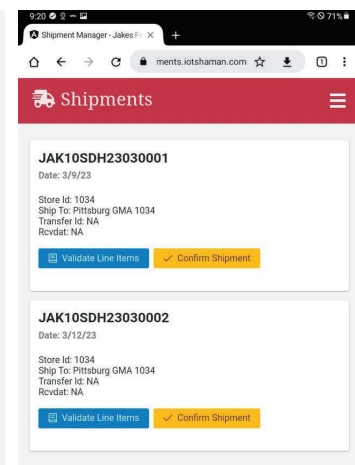 9:20
71%
Shipment Manager - Jakes Fi
ments.iotshaman.com
1
Shipments
JAK10SDH23030001
Date: 3/9/23
Store Id: 1034
Ship To: Pittsburg GMA 1034
Transfer Id: NA
Rcvdat: NA
Validate Line Items
Confirm Shipment
JAK10SDH23030002
Date: 3/12/23
Store Id: 1034
Ship To: Pittsburg GMA 1034
Transfer Id: NA
Rcvdat: NA
Validate Line Items
Confirm Shipment